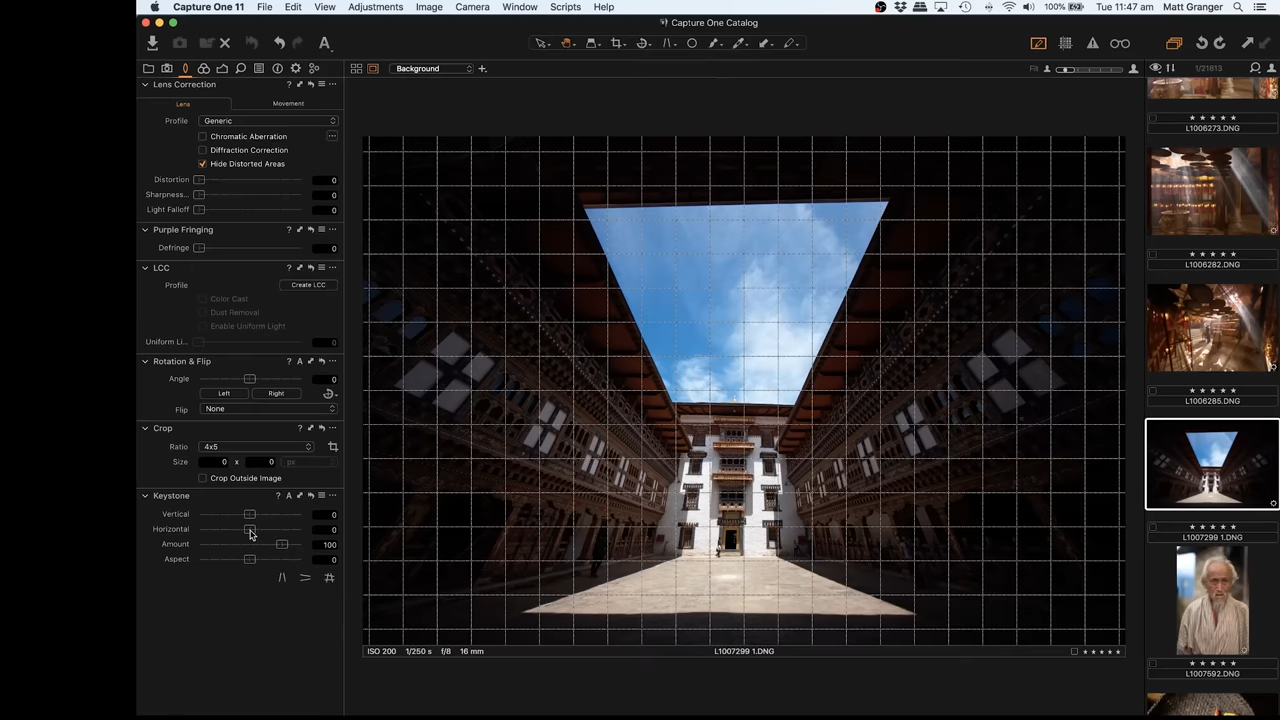 Capture One 11 File Edit View Adjustments Image Camera Window Scripts Help 100% Tue 11:47 am Matt Granger
Capture One Catalog
A
Background Fit 1/21813
Lens Correction ? ...
Lens Movement
Profile Generic
Chromatic Aberration ...
Diffraction Correction
Hide Distorted Areas
Distortion 0
Sharpness... 0
Light Falloff 0
Purple Fringing ? ...
Defringe 0
LCC ? ...
Profile Create LCC
Color Cast
Dust Removal
Enable Uniform Light
Uniform Li... 0
Rotation & Flip ? A ...
Angle 0
Left Right
Flip None
Crop ? ...
Ratio 4x5
Size 0 x 0 px
Crop Outside Image
Keystone ? A ...
Vertical 0
Horizontal 0
Amount 100
Aspect 0
ISO 200 1/250 s f/8 16 mm L1007299 1.DNG
L1006273.DNG
L1006282.DNG
L1006285.DNG
L1007299 1.DNG
L1007592.DNG